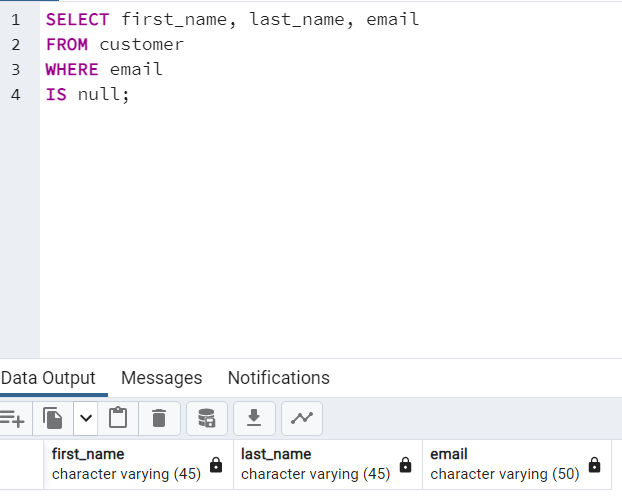 1 SELECT first_name, last_name, email
2 FROM customer
3 WHERE email
4 IS null;
Data Output Messages Notifications
first_name last_name email
character varying (45) character varying (45) character varying (50)